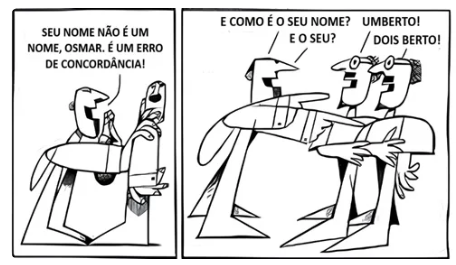 SEU NOME NÃO É UM
NOME, OSMAR. É UM ERRO
DE CONCORDÂNCIA!
E COMO É O SEU NOME?
E O SEU?
UMBERTO!
DOIS BERTO!